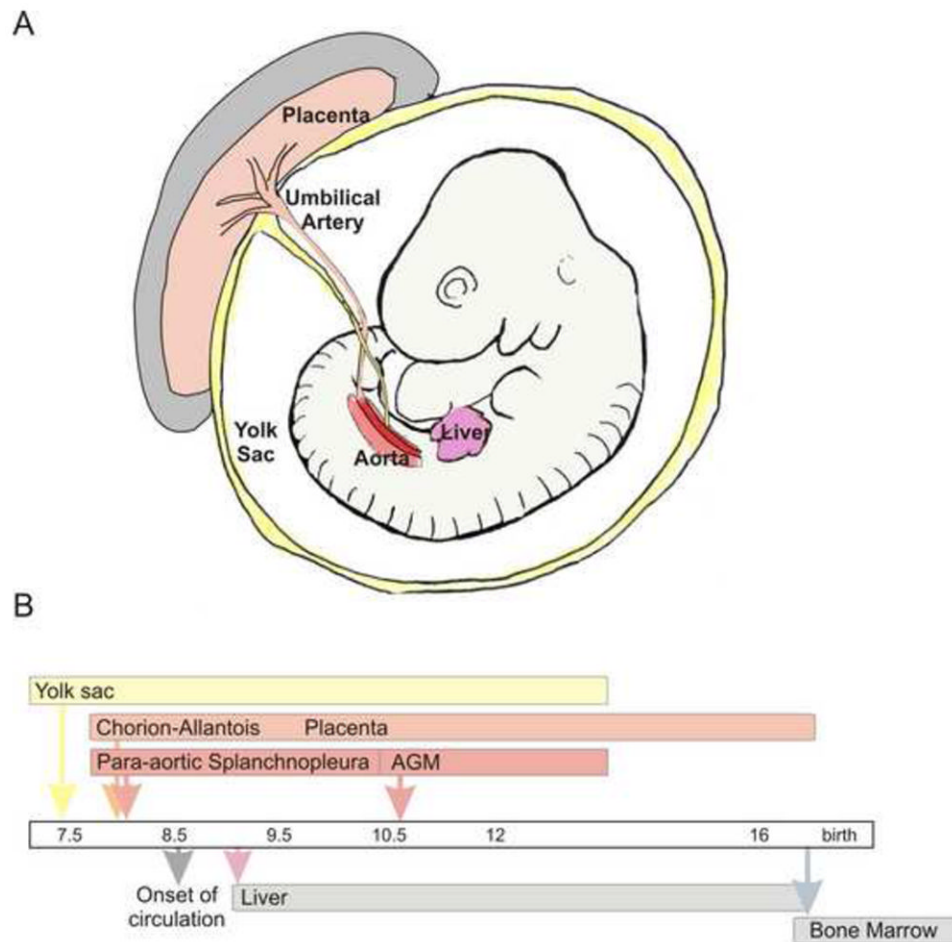 A
Placenta
Umbilical
Artery
Yolk
Sac
Aorta
Liver
B
Yolk sac
Chorion-Allantois Placenta
Para-aortic Splanchnopleura AGM
7.5 8.5 9.5 10.5 12 16 birth
Onset of
circulation
Liver
Bone Marrow